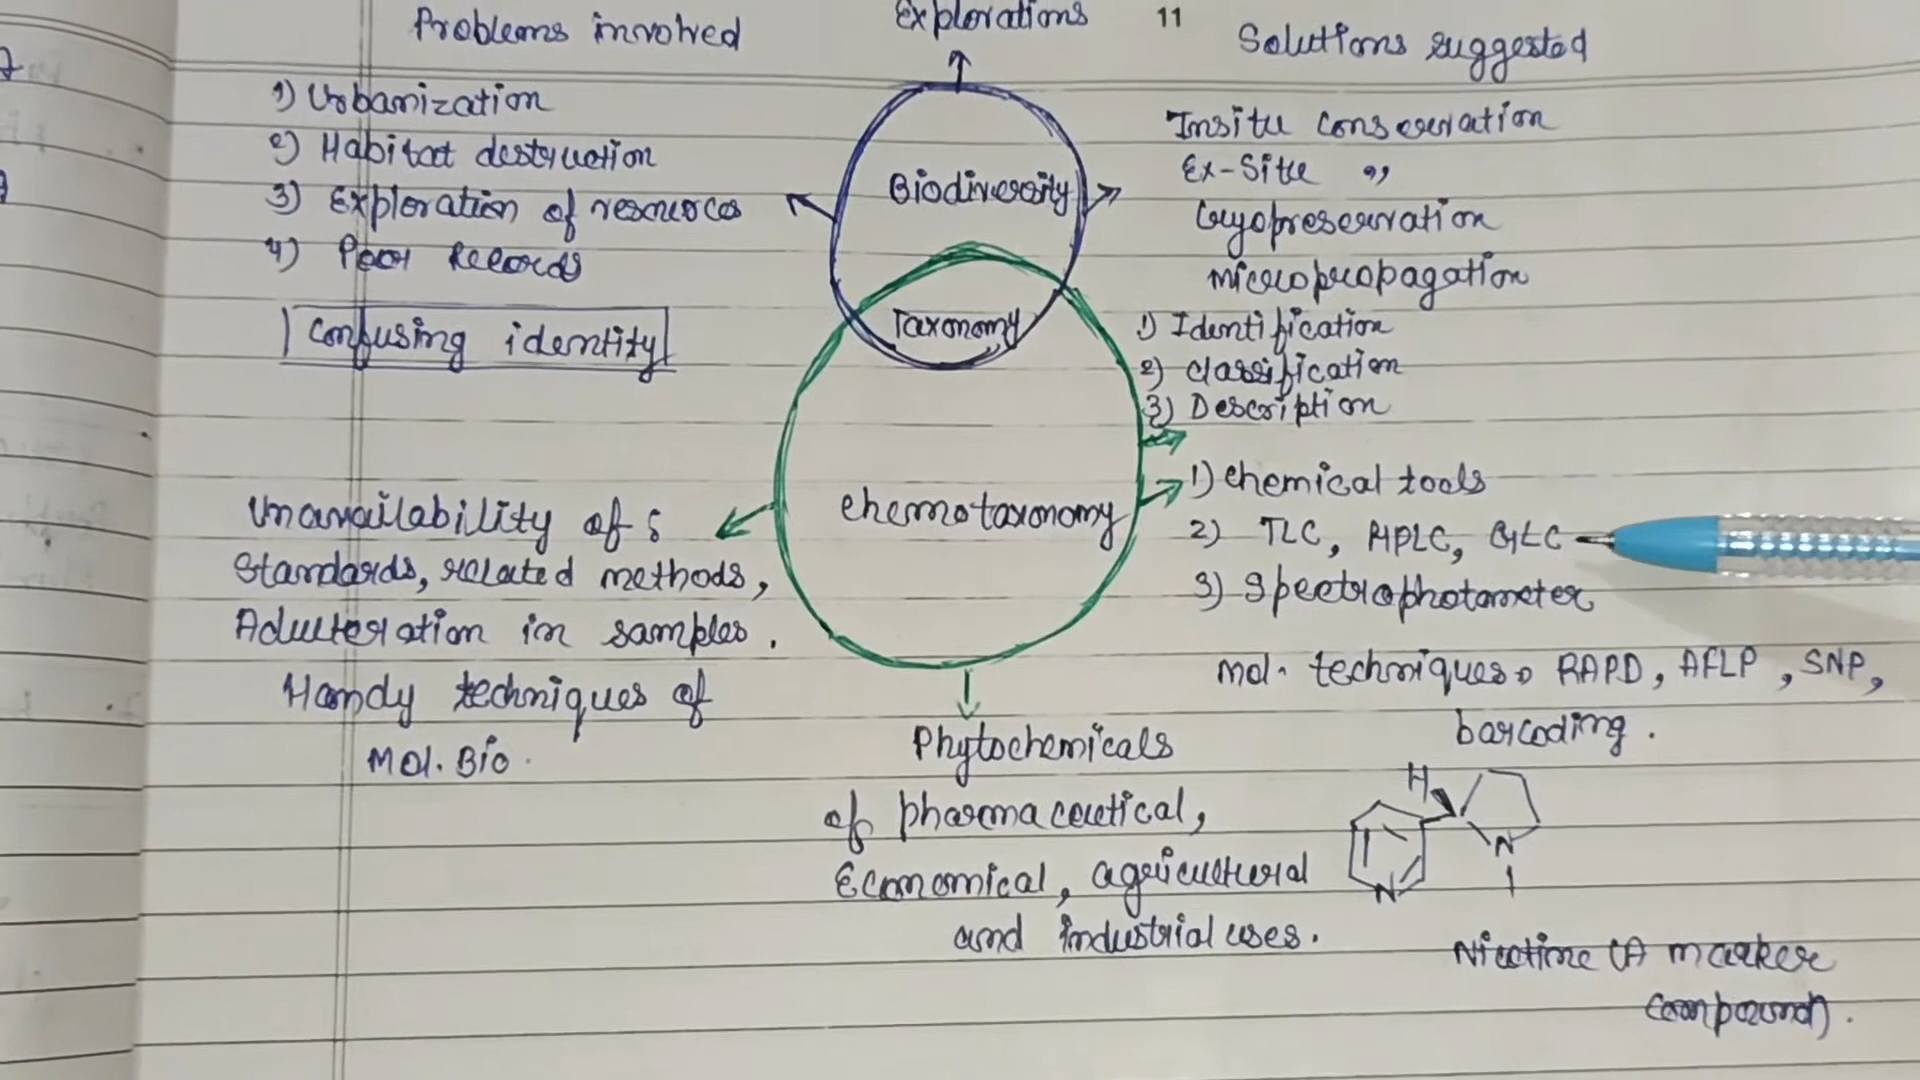 Explorations 11
Problems involved
Solutions suggested
1) Urbanization
2) Habitat destruction
3) Exploration of resources
4) Poor Records
Confusing identity
Biodiversity
Taxonomy
Insitu conservation
Ex-Situ ,,
Cryopreservation
micropropagation
1) Identification
2) classification
3) Description
Chemotaxonomy
Unavailability of
Standards, related methods,
Adulteration in samples.
Handy techniques of
Mol. Bio.
1) Chemical tools
2) TLC, HPLC, GLC
3) Spectrophotometer
mol. techniques RAPD, AFLP, SNP,
barcoding.
Phytochemicals
of pharmaceutical,
Economical, agricultural
and industrial uses.
H
N
N
Nicotine (A marker
compound).